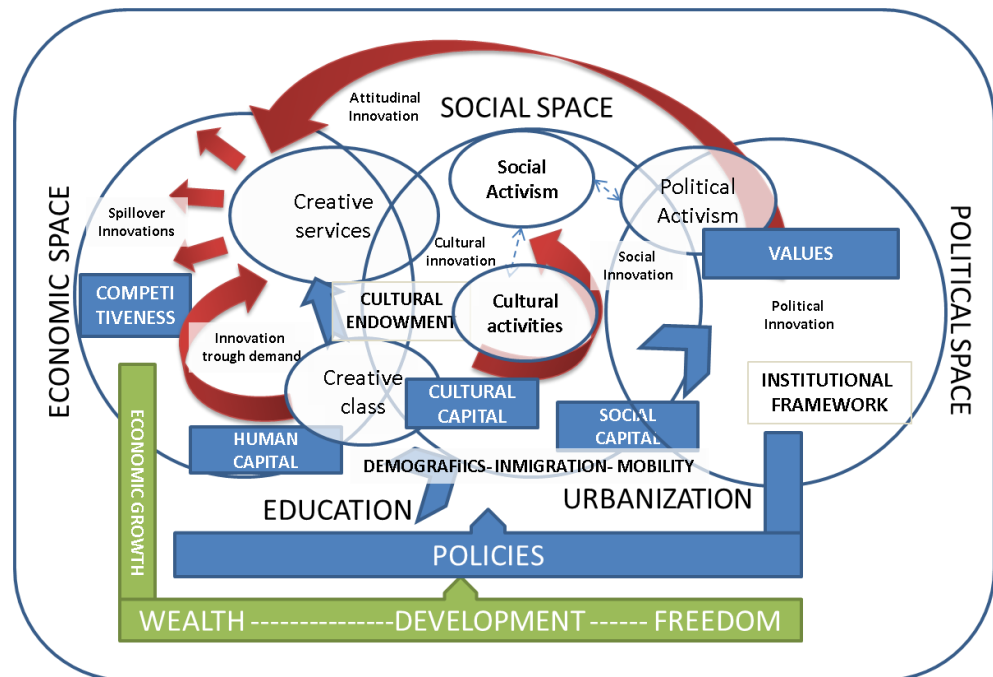 Attitudinal
Innovation
SOCIAL SPACE
ECONOMIC SPACE
Social
Activism
Political
Activism
POLITICAL SPACE
Creative
services
Spillover
Innovations
Cultural
innovation
Social
Innovation
VALUES
COMPETI
TIVENESS
CULTURAL
ENDOWMENT
Cultural
activities
Political
Innovation
Innovation
trough demand
Creative
class
CULTURAL
CAPITAL
INSTITUTIONAL
FRAMEWORK
SOCIAL
CAPITAL
HUMAN
CAPITAL
DEMOGRAFiICS- INMIGRATION- MOBILITY
EDUCATION
URBANIZATION
ECONOMIC GROWTH
POLICIES
WEALTH ---------------DEVELOPMENT ------ FREEDOM